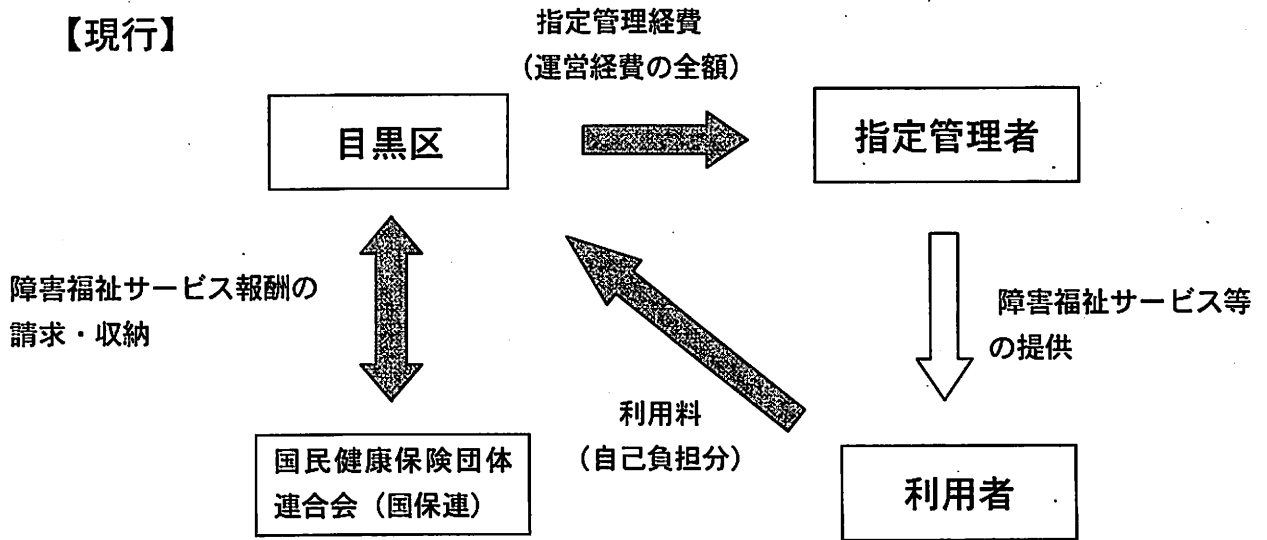 【現行】
指定管理経費
(運営経費の全額)
目黒区
指定管理者
障害福祉サービス報酬の
請求・収納
障害福祉サービス等
の提供
利用料
(自己負担分)
国民健康保険団体
連合会(国保連)
利用者